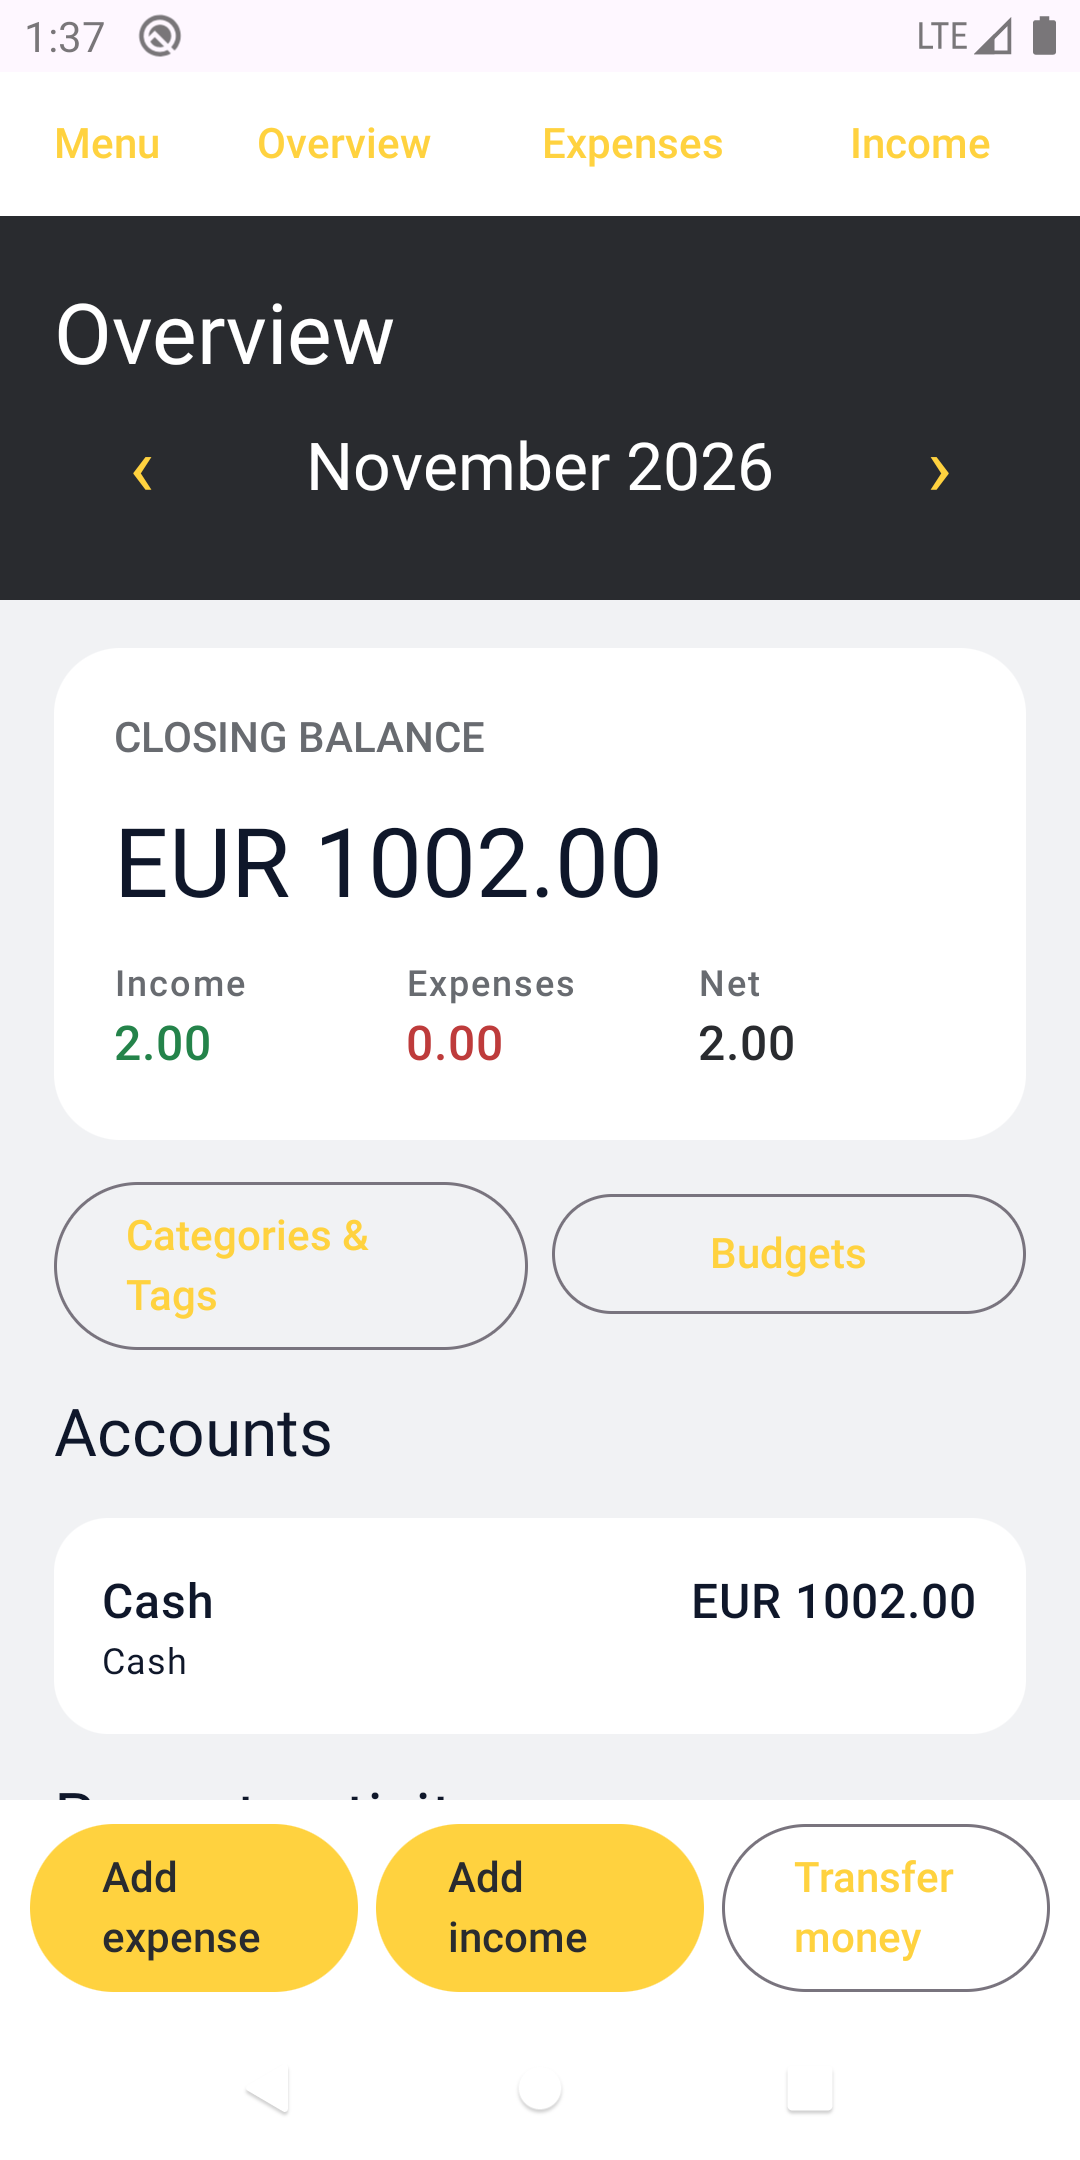 1:37 LTE
Menu Overview Expenses Income
Overview
‹ November 2026 ›
CLOSING BALANCE
EUR 1002.00
Income Expenses Net
2.00 0.00 2.00
Categories &
Tags
Budgets
Accounts
Cash EUR 1002.00
Cash
Add
expense
Add
income
Transfer
money